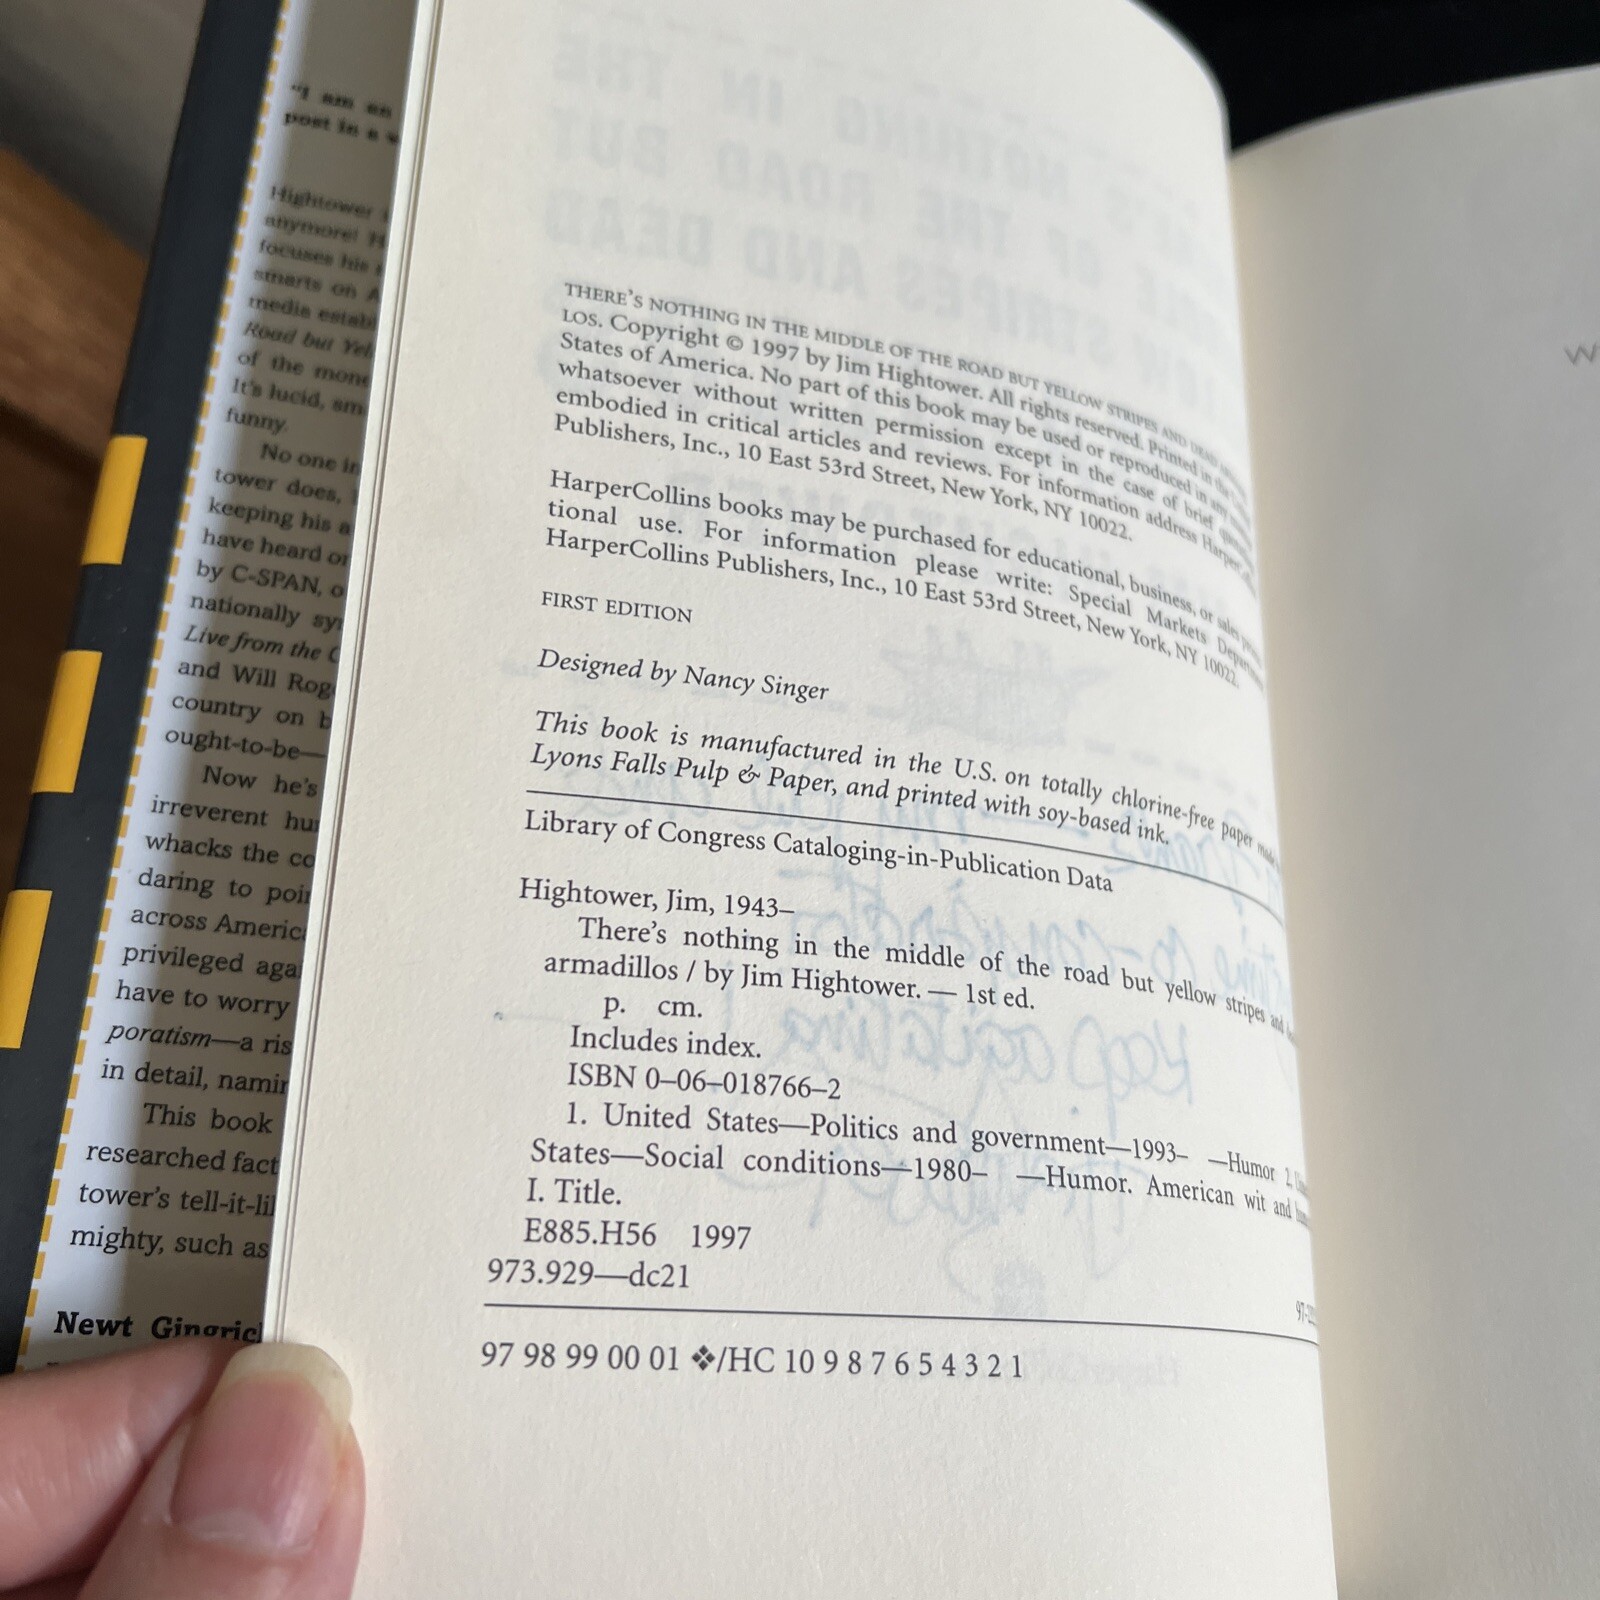 "I am an
post in a
Hightower
anymore! H
focuses his
smarts on A
media establ
Road but Yel
of the mone
It's lucid, sm
funny.
No one in
tower does,
keeping his a
have heard or
by C-SPAN, o
nationally syn
Live from the C
and Will Rog
country on b
ought-to-be—
Now he's
irreverent hu
whacks the co
daring to poin
across America
privileged aga
have to worry
poratism—a ris
in detail, namin
This book
researched fact
tower's tell-it-lik
mighty, such as
Newt Gingrich
THERE'S NOTHING IN THE MIDDLE OF THE ROAD BUT YELLOW STRIPES AND DEAD
LOS. Copyright © 1997 by Jim Hightower. All rights reserved. Printed in the
States of America. No part of this book may be used or reproduced in any
whatsoever without written permission except in the case of brief
embodied in critical articles and reviews. For information address HarperCollins
Publishers, Inc., 10 East 53rd Street, New York, NY 10022.
HarperCollins books may be purchased for educational, business, or sales
tional use. For information please write: Special Markets Department
HarperCollins Publishers, Inc., 10 East 53rd Street, New York, NY 10022.
FIRST EDITION
Designed by Nancy Singer
This book is manufactured in the U.S. on totally chlorine-free paper made
Lyons Falls Pulp & Paper, and printed with soy-based ink.
Library of Congress Cataloging-in-Publication Data
Hightower, Jim, 1943–
There's nothing in the middle of the road but yellow stripes and
armadillos / by Jim Hightower. — 1st ed.
p. cm.
Includes index.
ISBN 0–06–018766–2
1. United States—Politics and government—1993– —Humor 2.
States—Social conditions—1980– —Humor. American wit and
I. Title.
E885.H56 1997
973.929—dc21
97-
97 98 99 00 01 ❖/HC 10 9 8 7 6 5 4 3 2 1
W